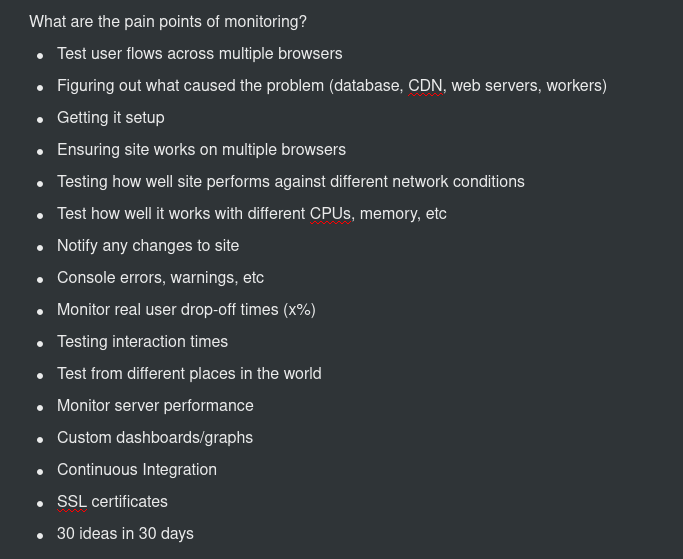 What are the pain points of monitoring?
• Test user flows across multiple browsers
• Figuring out what caused the problem (database, CDN, web servers, workers)
• Getting it setup
• Ensuring site works on multiple browsers
• Testing how well site performs against different network conditions
• Test how well it works with different CPUs, memory, etc
• Notify any changes to site
• Console errors, warnings, etc
• Monitor real user drop-off times (x%)
• Testing interaction times
• Test from different places in the world
• Monitor server performance
• Custom dashboards/graphs
• Continuous Integration
• SSL certificates
• 30 ideas in 30 days